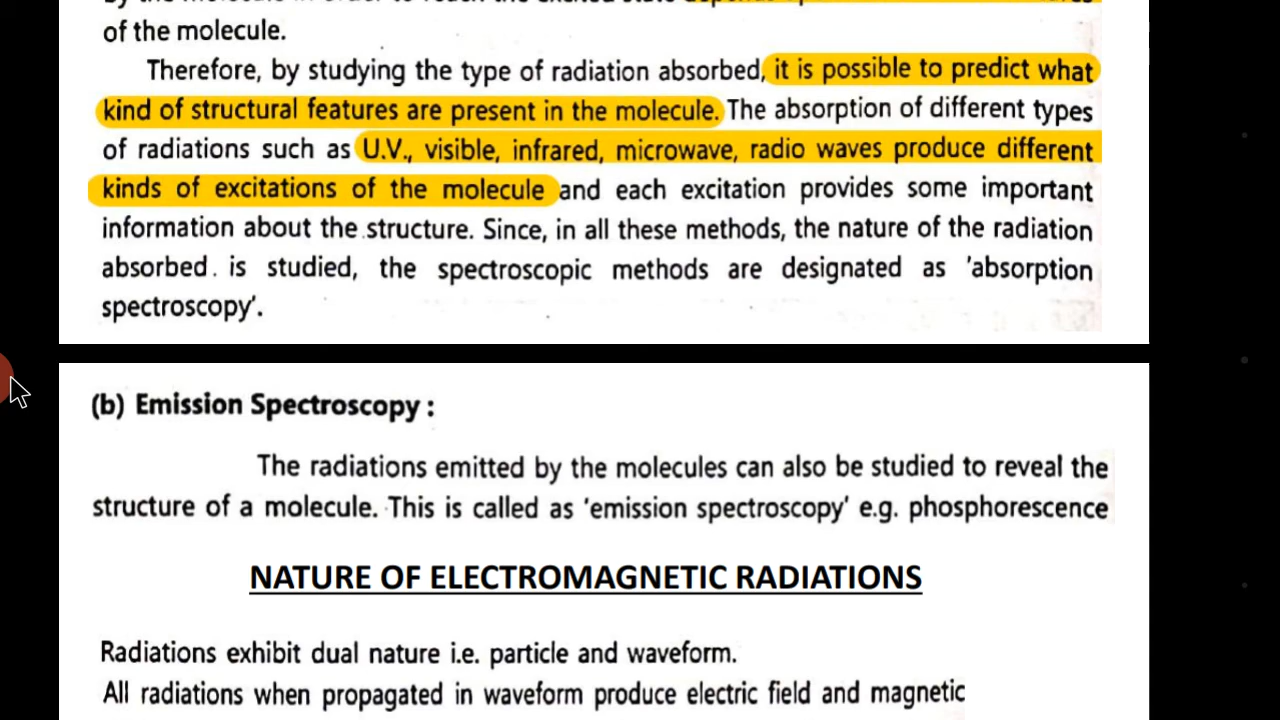 of the molecule.
Therefore, by studying the type of radiation absorbed, it is possible to predict what
kind of structural features are present in the molecule. The absorption of different types
of radiations such as U.V., visible, infrared, microwave, radio waves produce different
kinds of excitations of the molecule and each excitation provides some important
information about the structure. Since, in all these methods, the nature of the radiation
absorbed. is studied, the spectroscopic methods are designated as 'absorption
spectroscopy'.
(b) Emission Spectroscopy :
The radiations emitted by the molecules can also be studied to reveal the
structure of a molecule. This is called as 'emission spectroscopy' e.g. phosphorescence
NATURE OF ELECTROMAGNETIC RADIATIONS
Radiations exhibit dual nature i.e. particle and waveform.
All radiations when propagated in waveform produce electric field and magnetic